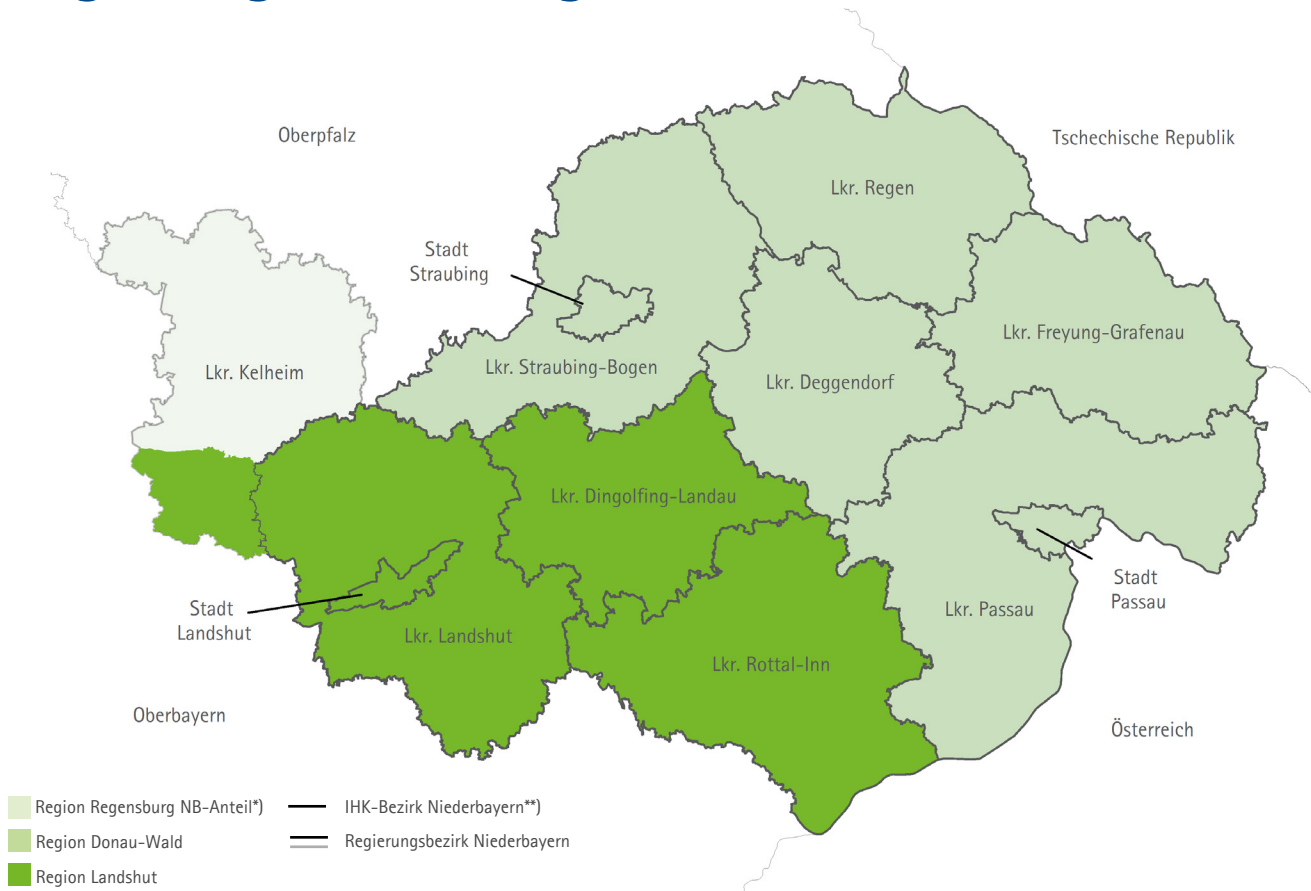 Oberpfalz
Tschechische Republik
Lkr. Regen
Stadt
Straubing
Lkr. Freyung-Grafenau
Lkr. Kelheim
Lkr. Straubing-Bogen
Lkr. Deggendorf
Lkr. Dingolfing-Landau
Stadt
Passau
Stadt
Landshut
Lkr. Landshut
Lkr. Passau
Lkr. Rottal-Inn
Oberbayern
Österreich
Region Regensburg NB-Anteil*)
IHK-Bezirk Niederbayern**)
Region Donau-Wald
Regierungsbezirk Niederbayern
Region Landshut